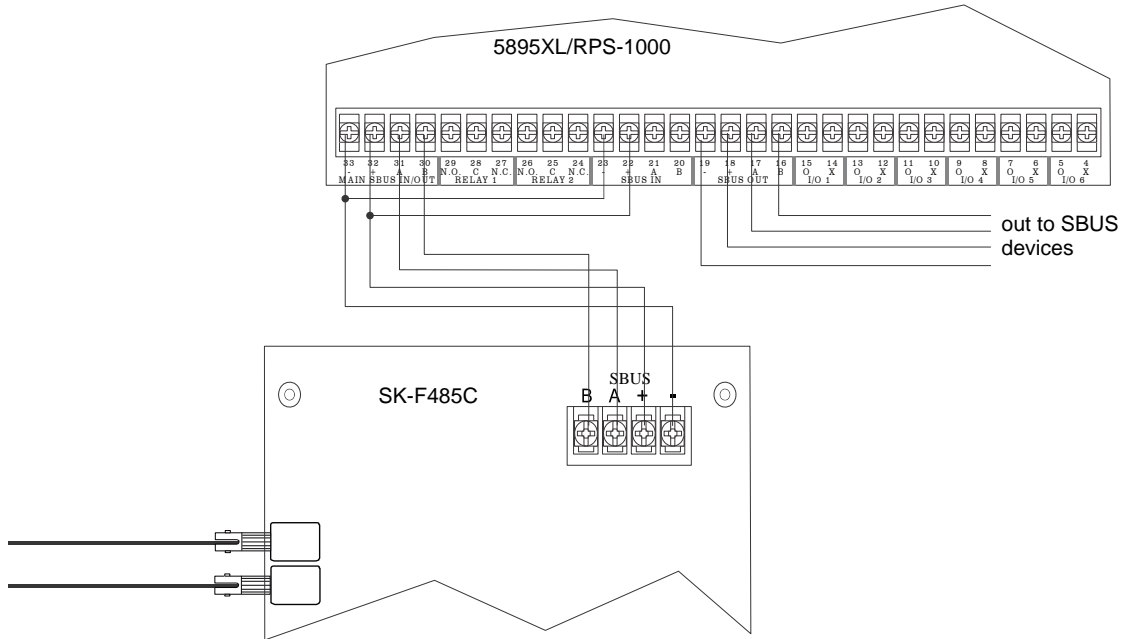 5895XL/RPS-1000
33 32 31 30 29 28 27 26 25 24 23 22 21 20 19 18 17 16 15 14 13 12 11 10 9 8 7 6 5 4
- + A B N.O. C N.C. N.O. C N.C. - + A B - + A B O X O X O X O X O X O X
MAIN SBUS IN/OUT RELAY 1 RELAY 2 SBUS IN SBUS OUT I/O 1 I/O 2 I/O 3 I/O 4 I/O 5 I/O 6
out to SBUS
devices
SK-F485C
SBUS
B A + -